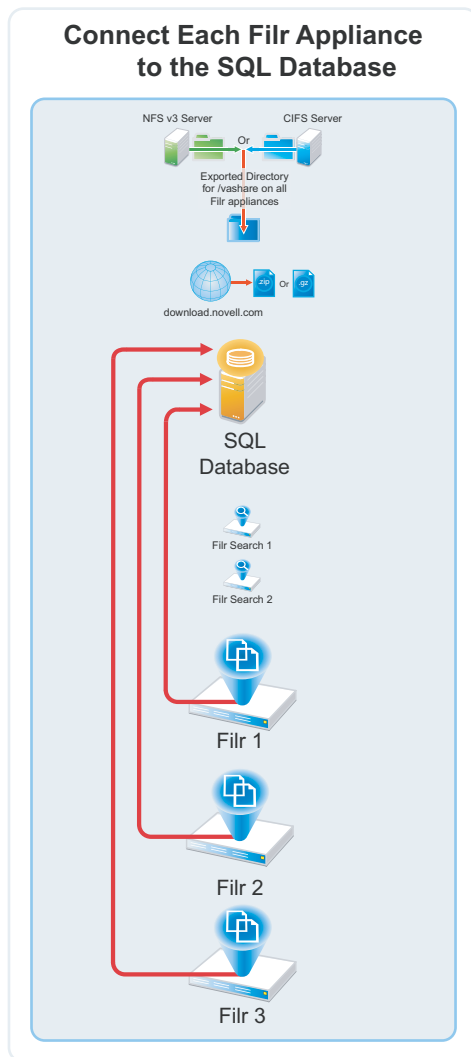 Connect Each Filr Appliance
to the SQL Database
NFS v3 Server
CIFS Server
Or
Exported Directory
for /vashare on all
Filr appliances
.zip
Or
.gz
download.novell.com
SQL
Database
Filr Search 1
Filr Search 2
Filr 1
Filr 2
Filr 3